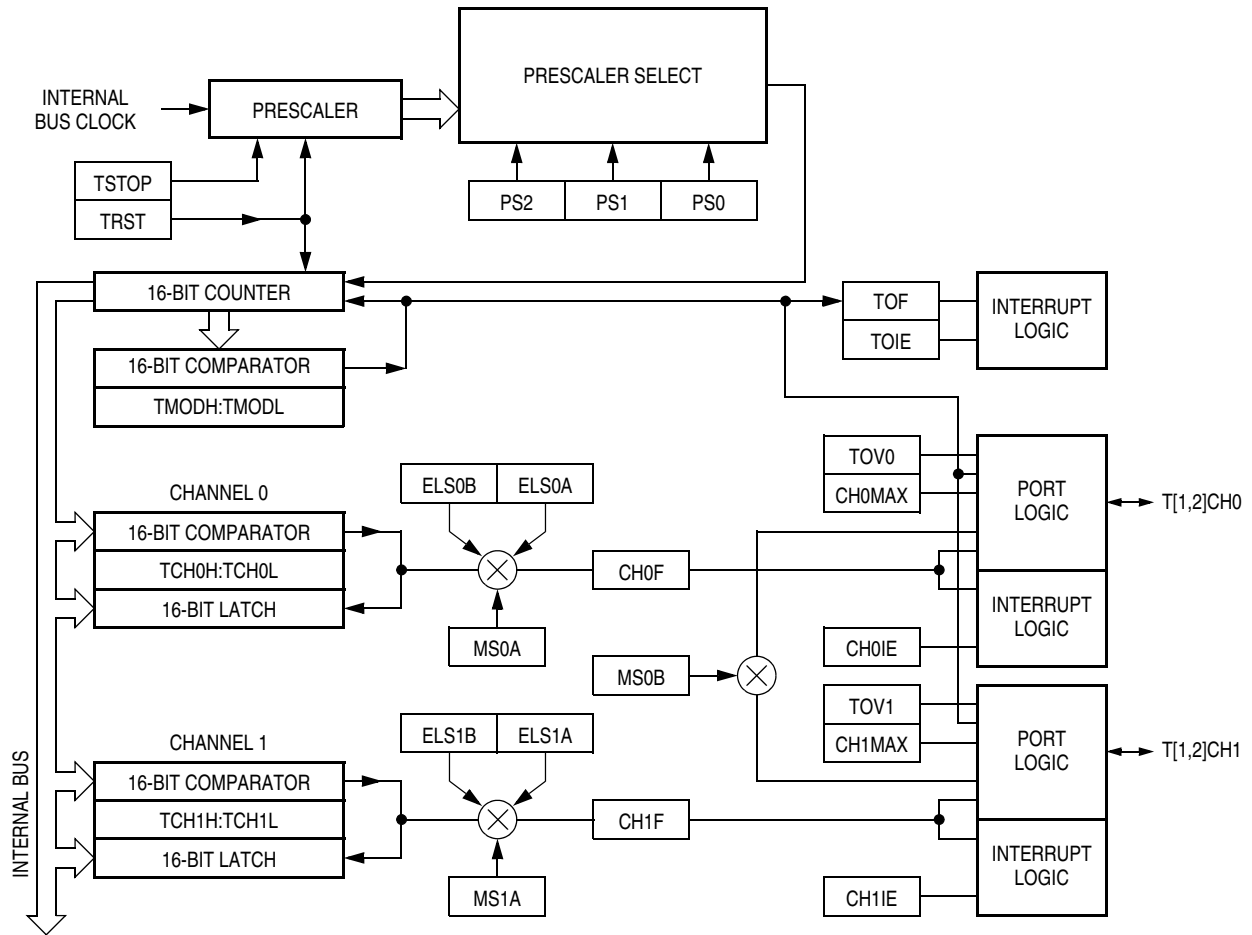 PRESCALER SELECT
INTERNAL
BUS CLOCK
PRESCALER
TSTOP
TRST
PS2
PS1
PS0
16-BIT COUNTER
16-BIT COMPARATOR
TMODH:TMODL
TOF
TOIE
INTERRUPT
LOGIC
CHANNEL 0
16-BIT COMPARATOR
TCH0H:TCH0L
16-BIT LATCH
ELS0B
ELS0A
MS0A
CH0F
MS0B
TOV0
CH0MAX
PORT
LOGIC
T[1,2]CH0
INTERRUPT
LOGIC
CH0IE
CHANNEL 1
16-BIT COMPARATOR
TCH1H:TCH1L
16-BIT LATCH
ELS1B
ELS1A
MS1A
CH1F
TOV1
CH1MAX
PORT
LOGIC
T[1,2]CH1
INTERRUPT
LOGIC
CH1IE
INTERNAL BUS